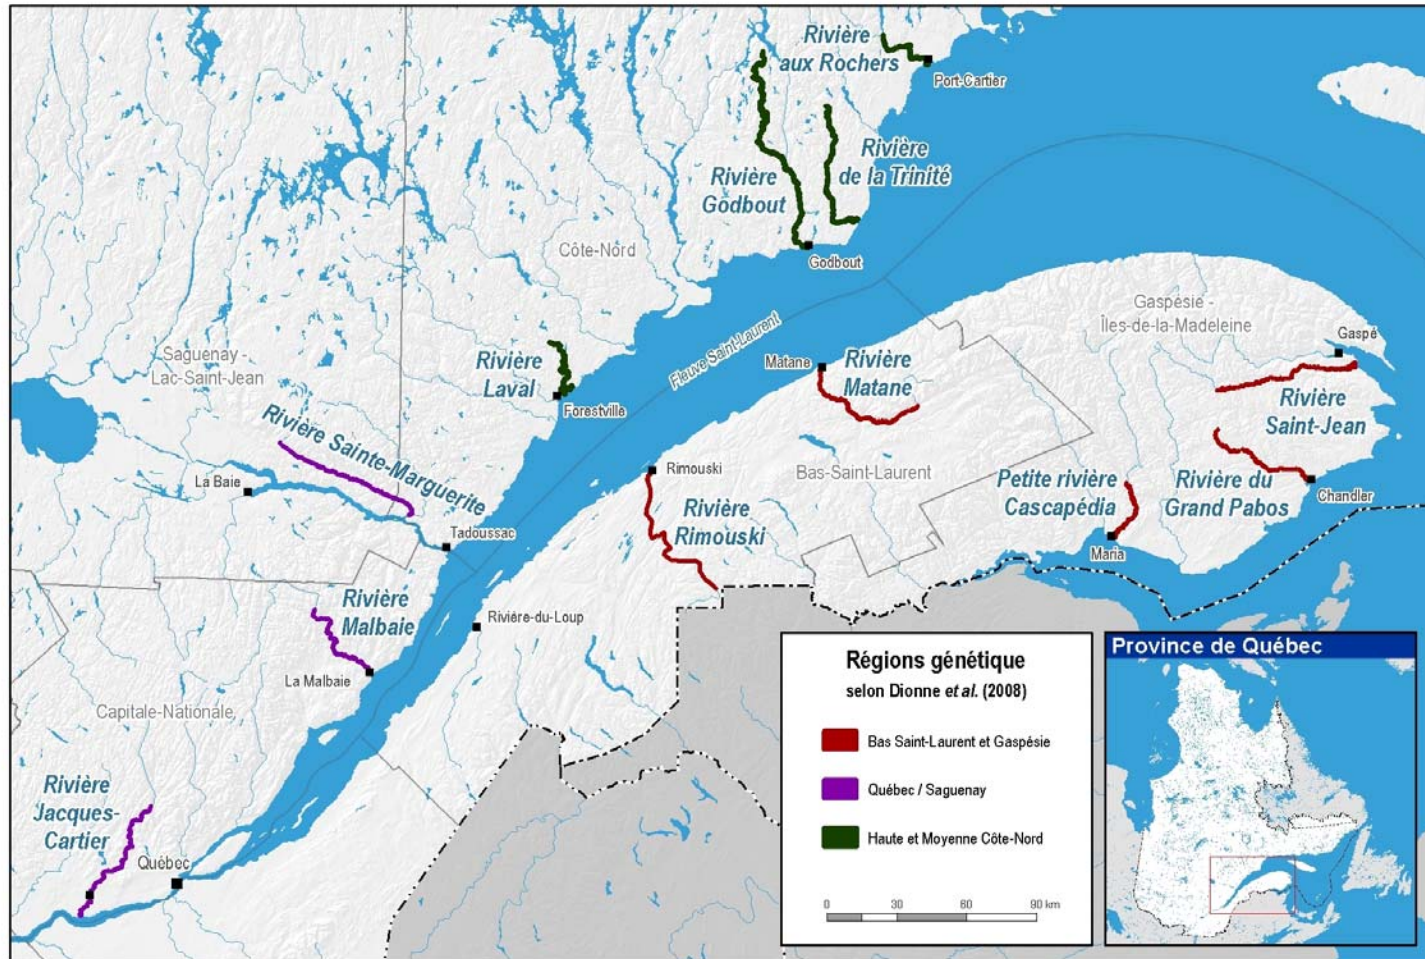 Rivière
aux Rochers
Port-Cartier
Rivière
de la Trinité
Rivière
Godbout
Godbout
Côte-Nord
Saguenay -
Lac-Saint-Jean
Rivière
Laval
Forestville
Fleuve Saint-Laurent
Gaspésie -
Îles-de-la-Madeleine
Gaspé
Matane
Rivière
Matane
Rivière
Saint-Jean
Rivière Sainte-Marguerite
La Baie
Tadoussac
Rimouski
Rivière
Rimouski
Bas-Saint-Laurent
Petite rivière
Cascapédia
Maria
Rivière du
Grand Pabos
Chandler
Rivière
Malbaie
La Malbaie
Rivière-du-Loup
Capitale-Nationale
Rivière
Jacques-
Cartier
Québec
Régions génétique
selon Dionne et al. (2008)
Bas Saint-Laurent et Gaspésie
Québec / Saguenay
Haute et Moyenne Côte-Nord
0 30 60 90 km
Province de Québec